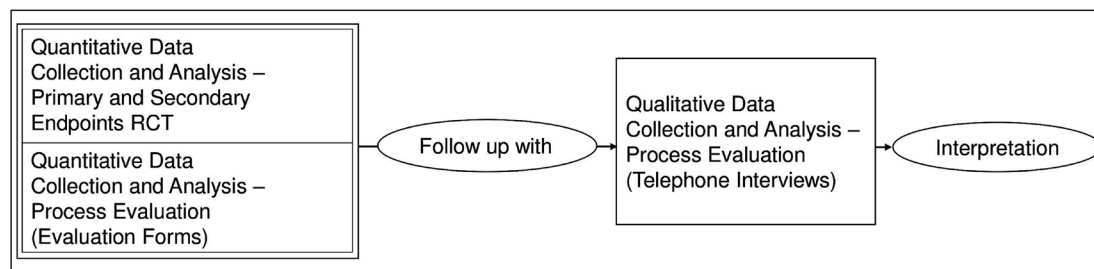 Quantitative Data
Collection and Analysis –
Primary and Secondary
Endpoints RCT
Quantitative Data
Collection and Analysis –
Process Evaluation
(Evaluation Forms)
Follow up with
Qualitative Data
Collection and Analysis –
Process Evaluation
(Telephone Interviews)
Interpretation